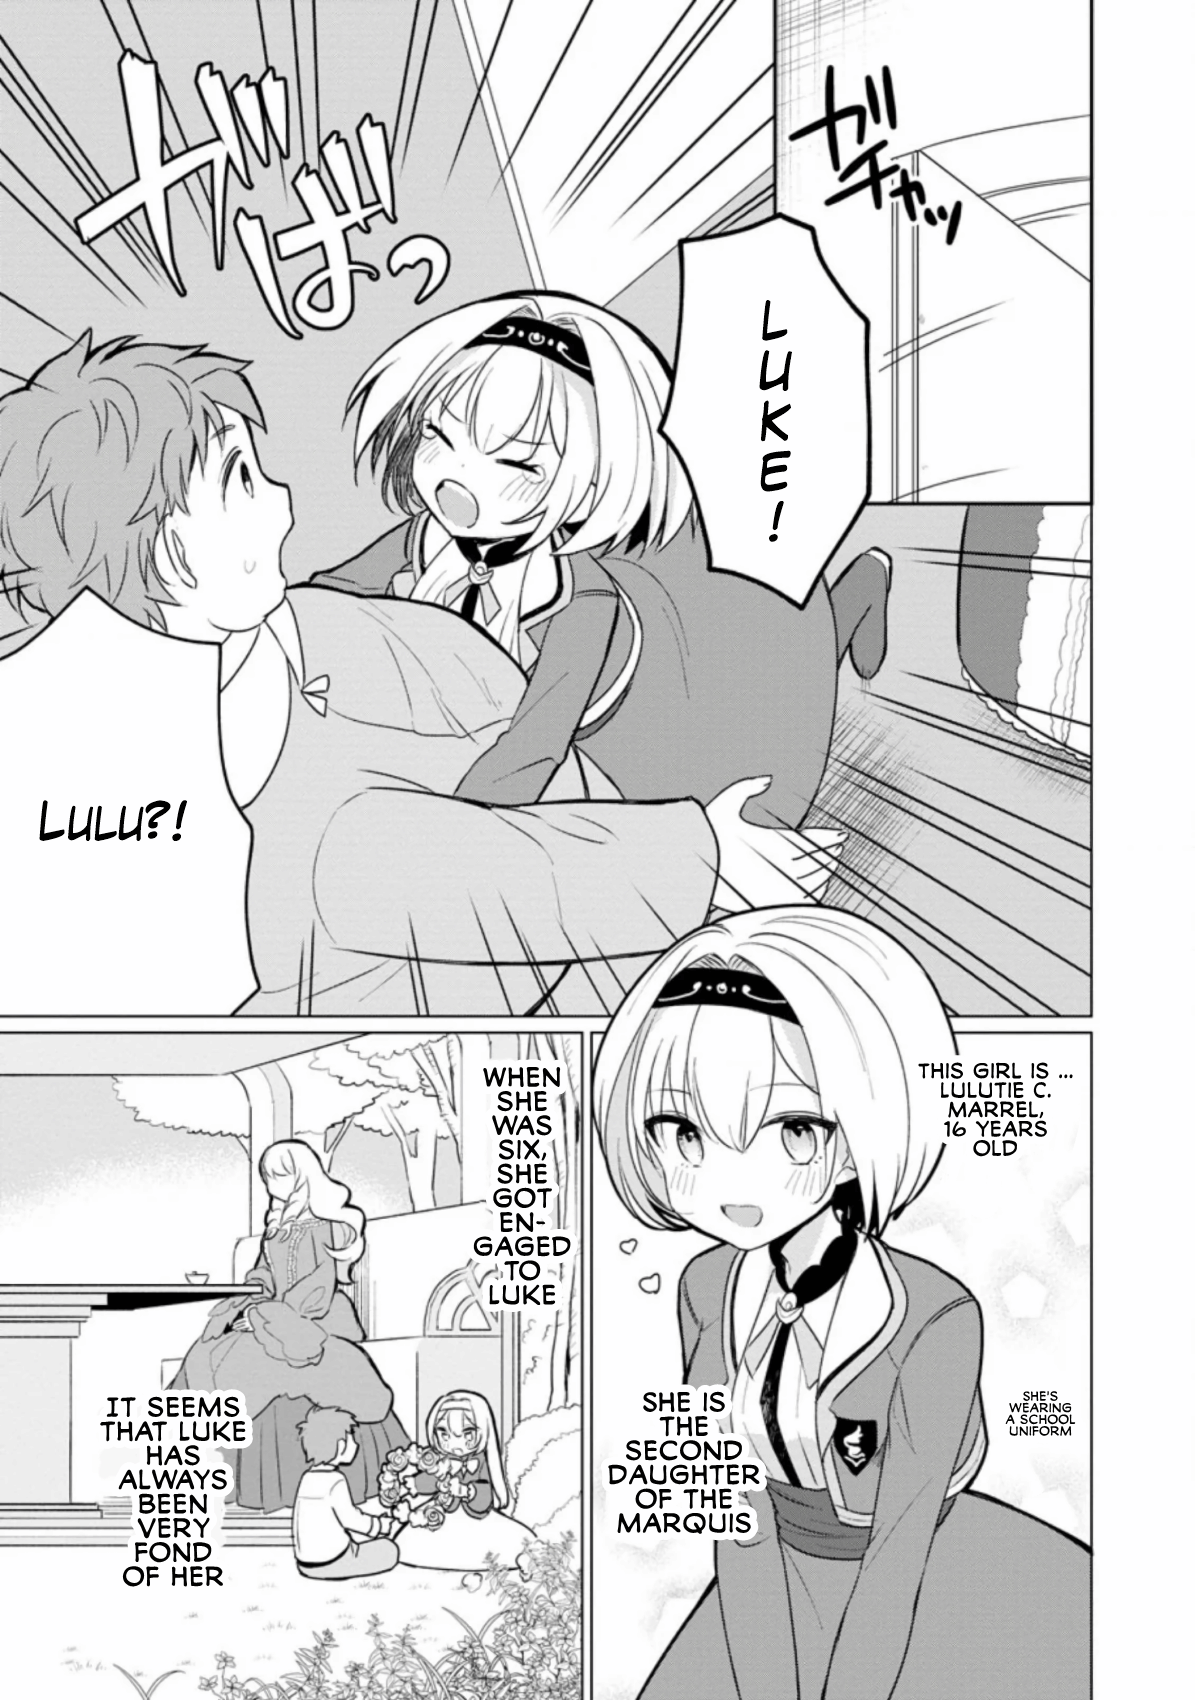 ガチャッ
L
U
K
E
!
ガばっ
LULU?!
THIS GIRL IS ...
LULUTIE C.
MARREL,
16 YEARS
OLD
SHE'S
WEARING
A SCHOOL
UNIFORM
SHE IS
THE
SECOND
DAUGHTER
OF THE
MARQUIS
WHEN
SHE
WAS
SIX,
SHE
GOT
EN-
GAGED
TO
LUKE
IT SEEMS
THAT LUKE
HAS
ALWAYS
BEEN
VERY
FOND
OF HER